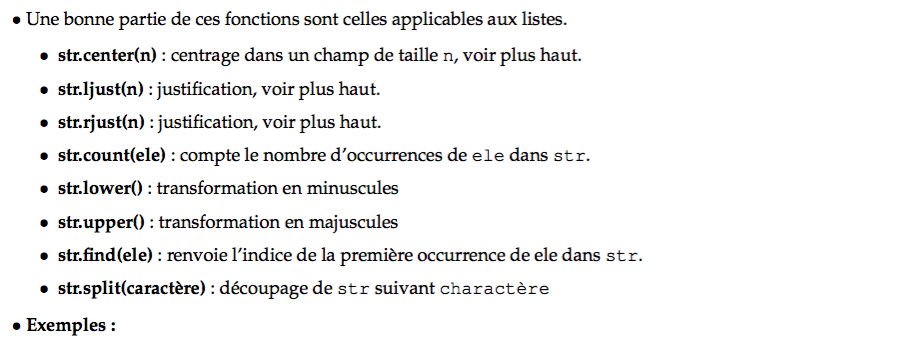 • Une bonne partie de ces fonctions sont celles applicables aux listes.
• str.center(n) : centrage dans un champ de taille n, voir plus haut.
• str.ljust(n) : justification, voir plus haut.
• str.rjust(n) : justification, voir plus haut.
• str.count(ele) : compte le nombre d'occurrences de ele dans str.
• str.lower() : transformation en minuscules
• str.upper() : transformation en majuscules
• str.find(ele) : renvoie l'indice de la première occurrence de ele dans str.
• str.split(caractère) : découpage de str suivant charactère
• Exemples :